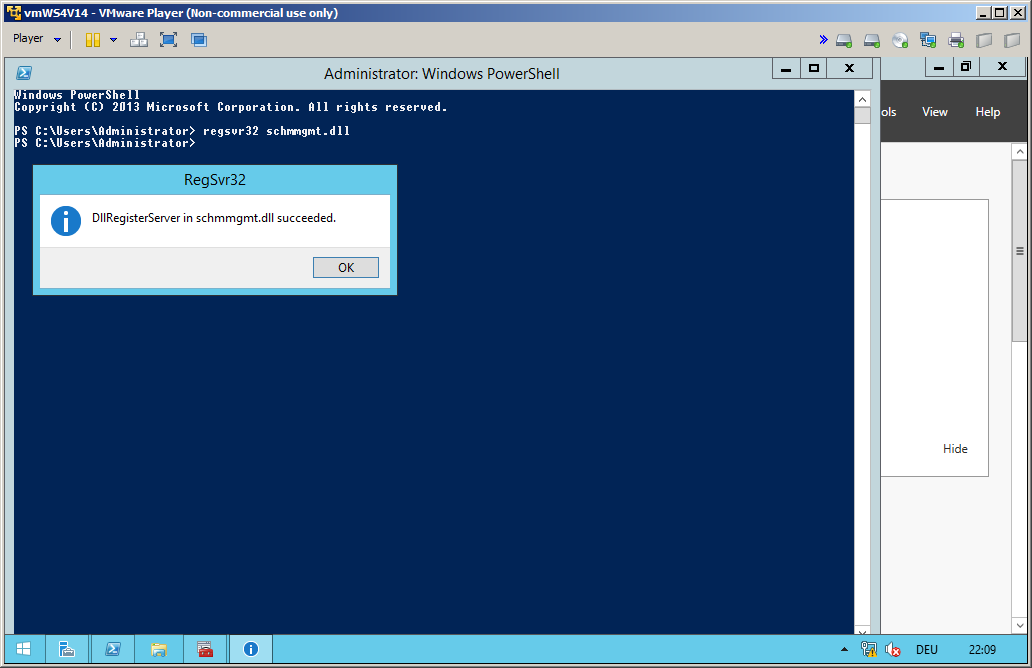 vmWS4V14 - VMware Player (Non-commercial use only)
Player
Administrator: Windows PowerShell
Windows PowerShell
Copyright (C) 2013 Microsoft Corporation. All rights reserved.
PS C:\Users\Administrator> regsvr32 schmmgmt.dll
PS C:\Users\Administrator>
RegSvr32
DllRegisterServer in schmmgmt.dll succeeded.
OK
ols View Help
Hide
DEU 22:09